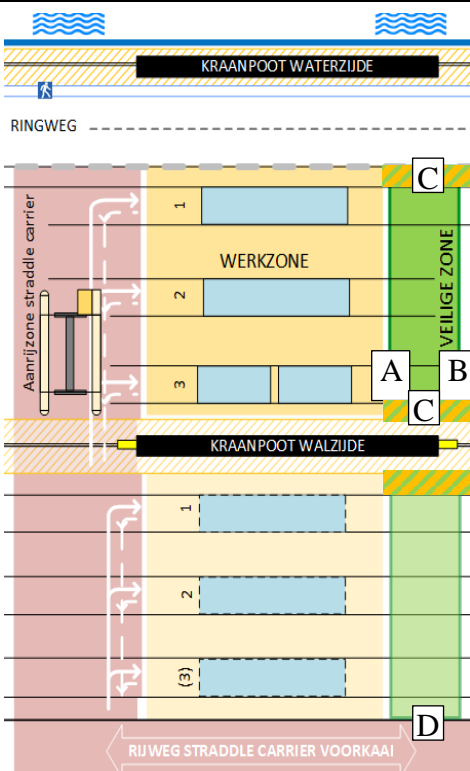 KRAANPOOT WATERZIJDE
RINGWEG
C
Aanrijzone straddle carrier
1
WERKZONE
VEILIGE ZONE
2
A
B
3
C
KRAANPOOT WALZIJDE
1
2
(3)
D
RIJWEG STRADDLE CARRIER VOORKAAI